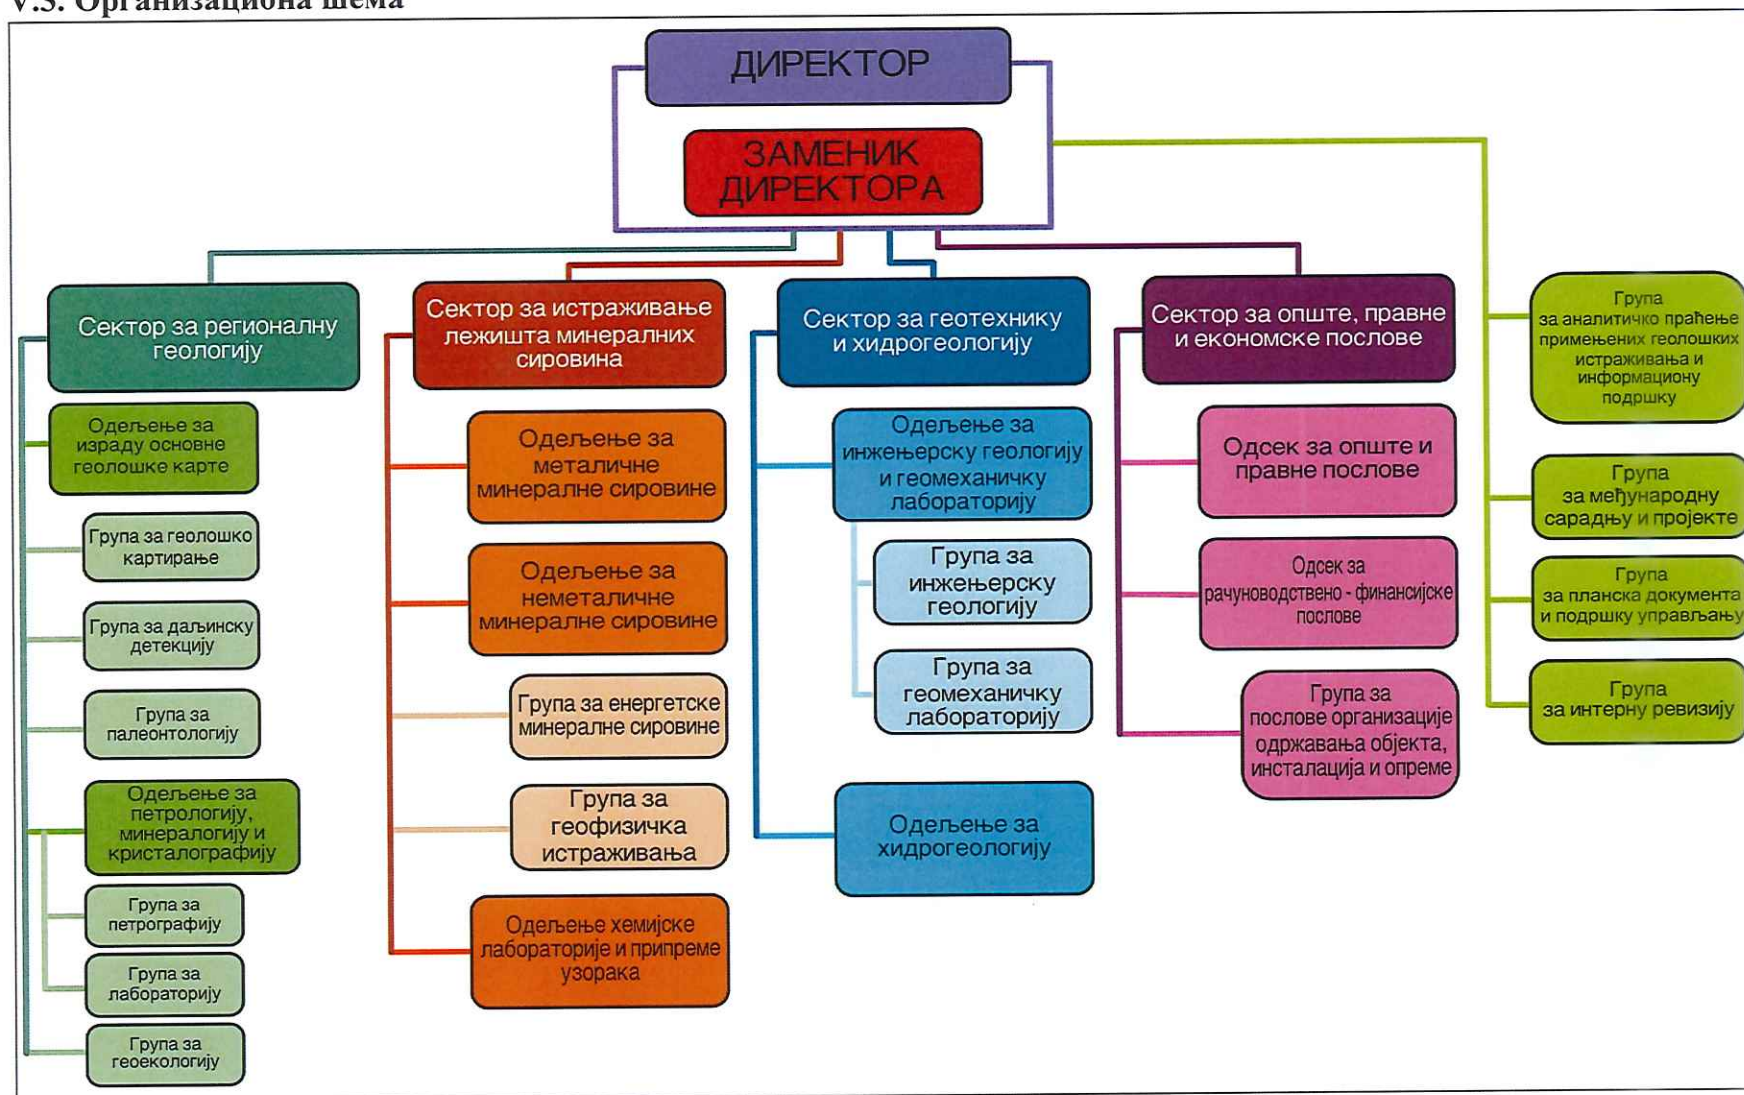 V.3. Организациона шема
ДИРЕКТОР
ЗАМЕНИК
ДИРЕКТОРА
Сектор за регионалну
геологију
Одељење за
израду основне
геолошке карте
Група за геолошко
картирање
Група за даљинску
детекцију
Група за
палеонтологију
Одељење за
петрологију,
минералогију и
кристалографију
Група за
петрографију
Група за
лабораторију
Група за
геоекологију
Сектор за истраживање
лежишта минералних
сировина
Одељење за
металичне
минералне сировине
Одељење за
неметаличне
минералне сировине
Група за енергетске
минералне сировине
Група за
геофизичка
истраживања
Одељење хемијске
лабораторије и припреме
узорака
Сектор за геотехнику
и хидрогеологију
Одељење за
инжењерску геологију
и геомеханичку
лабораторију
Група за
инжењерску
геологију
Група за
геомеханичку
лабораторију
Одељење за
хидрогеологију
Сектор за опште, правне
и економске послове
Одсек за опште и
правне послове
Одсек за
рачуноводствено - финансијске
послове
Група за
послове организације
одржавања објекта,
инсталација и опреме
Група
за аналитичко праћење
примењених геолошких
истраживања и
информациону
подршку
Група
за међународну
сарадњу и пројекте
Група
за планска документа
и подршку управљању
Група
за интерну ревизију